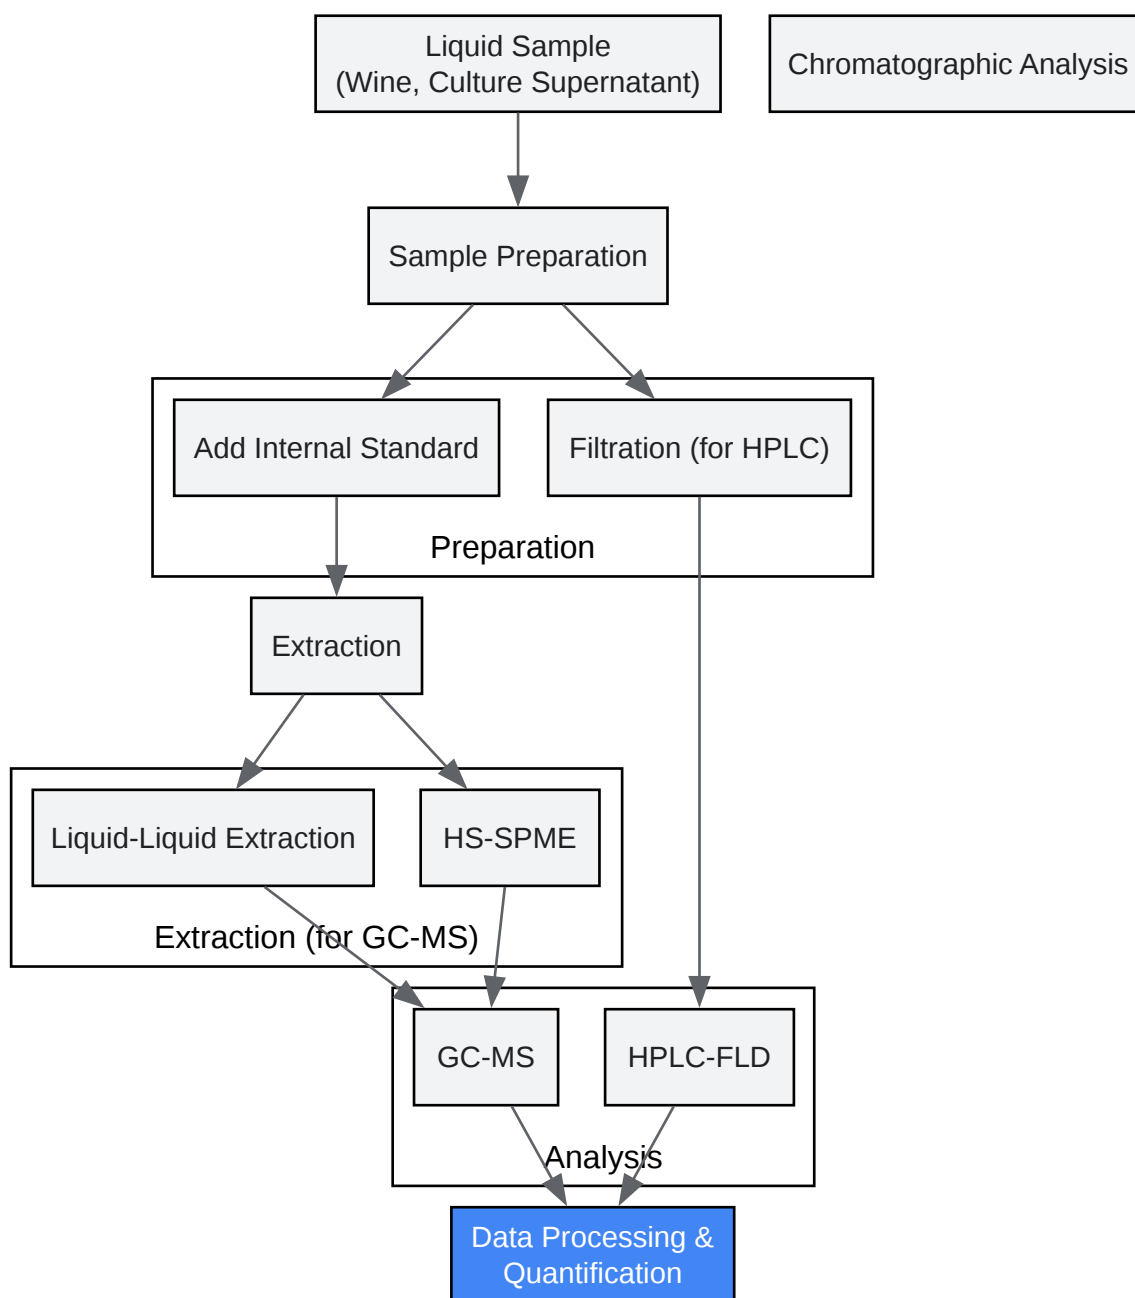 Liquid Sample
(Wine, Culture Supernatant)
Chromatographic Analysis
Sample Preparation
Add Internal Standard
Filtration (for HPLC)
Preparation
Extraction
Liquid-Liquid Extraction
HS-SPME
Extraction (for GC-MS)
GC-MS
HPLC-FLD
Analysis
Data Processing &
Quantification